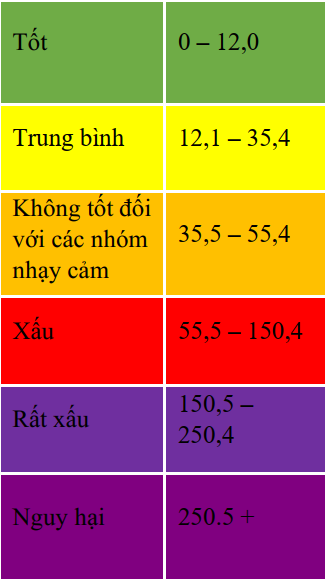 Tốt
0 – 12,0
Trung bình
12,1 – 35,4
Không tốt đối
với các nhóm
nhạy cảm
35,5 – 55,4
Xấu
55,5 – 150,4
Rất xấu
150,5 –
250,4
Nguy hại
250.5 +